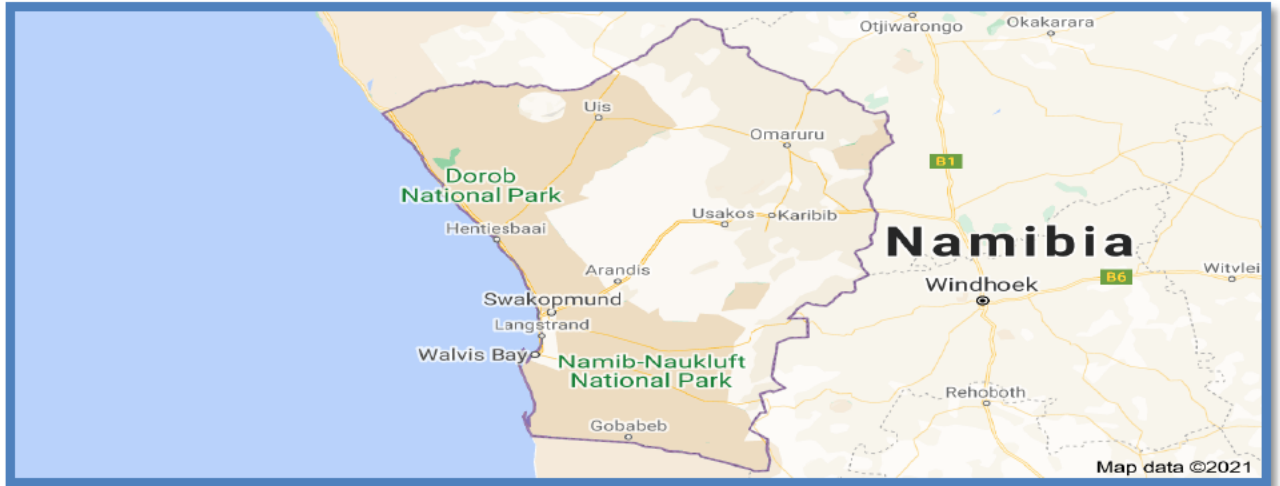 Otjiwarongo
Okakarara
Uis
Omaruru
B1
Dorob
National Park
Usakos
Karibib
Hentiesbaai
Namibia
Arandis
Witvlei
B6
Windhoek
Swakopmund
Langstrand
Walvis Bay
Namib-Naukluft
National Park
Rehoboth
Gobabeb
Map data ©2021